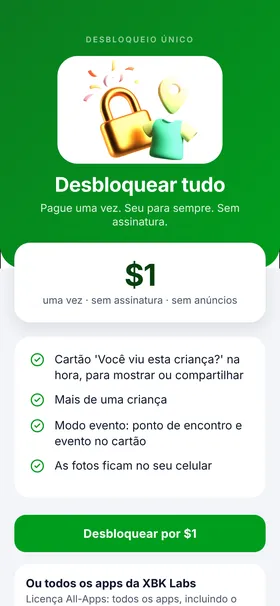 DESBLOQUEIO ÚNICO
Desbloquear tudo
Pague uma vez. Seu para sempre. Sem
assinatura.
$1
uma vez · sem assinatura · sem anúncios
Cartão 'Você viu esta criança?' na
hora, para mostrar ou compartilhar
Mais de uma criança
Modo evento: ponto de encontro e
evento no cartão
As fotos ficam no seu celular
Desbloquear por $1
Ou todos os apps da XBK Labs
Licença All-Apps: todos os apps, incluindo o